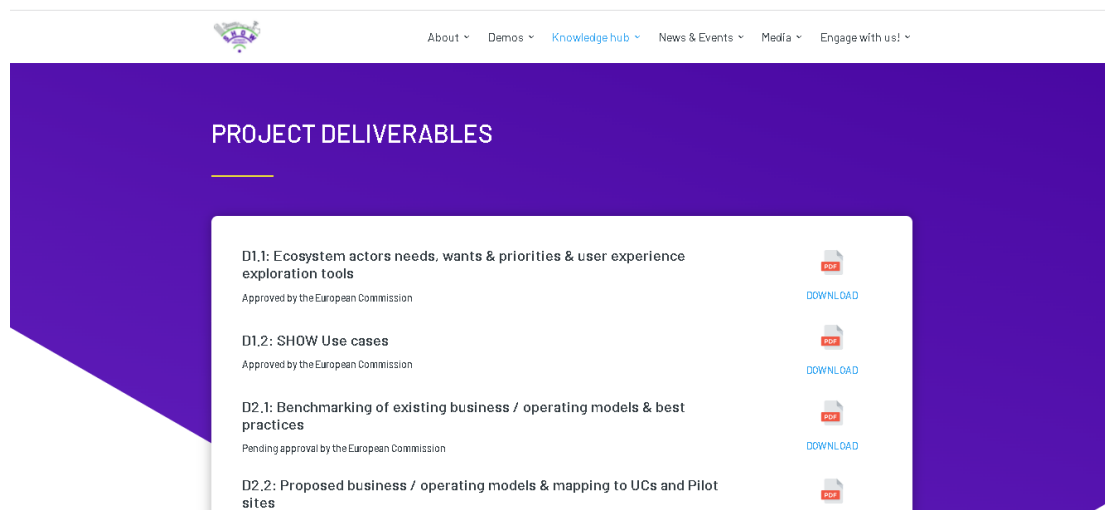 SHOW
About
Demos
Knowledge hub
News & Events
Media
Engage with us!
PROJECT DELIVERABLES
D1.1: Ecosystem actors needs, wants & priorities & user experience
exploration tools
Approved by the European Commission
PDF
DOWNLOAD
D1.2: SHOW Use cases
Approved by the European Commission
PDF
DOWNLOAD
D2.1: Benchmarking of existing business / operating models & best
practices
Pending approval by the European Commission
PDF
DOWNLOAD
D2.2: Proposed business / operating models & mapping to UCs and Pilot
sites
PDF